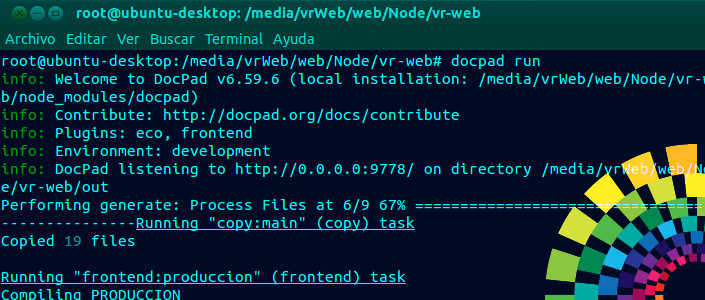 root@ubuntu-desktop: /media/vrWeb/web/Node/vr-web
Archivo Editar Ver Buscar Terminal Ayuda
root@ubuntu-desktop:/media/vrWeb/web/Node/vr-web# docpad run
info: Welcome to DocPad v6.59.6 (local installation: /media/vrWeb/web/Node/vr-we
b/node_modules/docpad)
info: Contribute: http://docpad.org/docs/contribute
info: Plugins: eco, frontend
info: Environment: development
info: DocPad listening to http://0.0.0.0:9778/ on directory /media/vrWeb/web/No
e/vr-web/out
Performing generate: Process Files at 6/9 67% ================================
---------------Running "copy:main" (copy) task
Copied 19 files
Running "frontend:produccion" (frontend) task
Compiling PRODUCCION